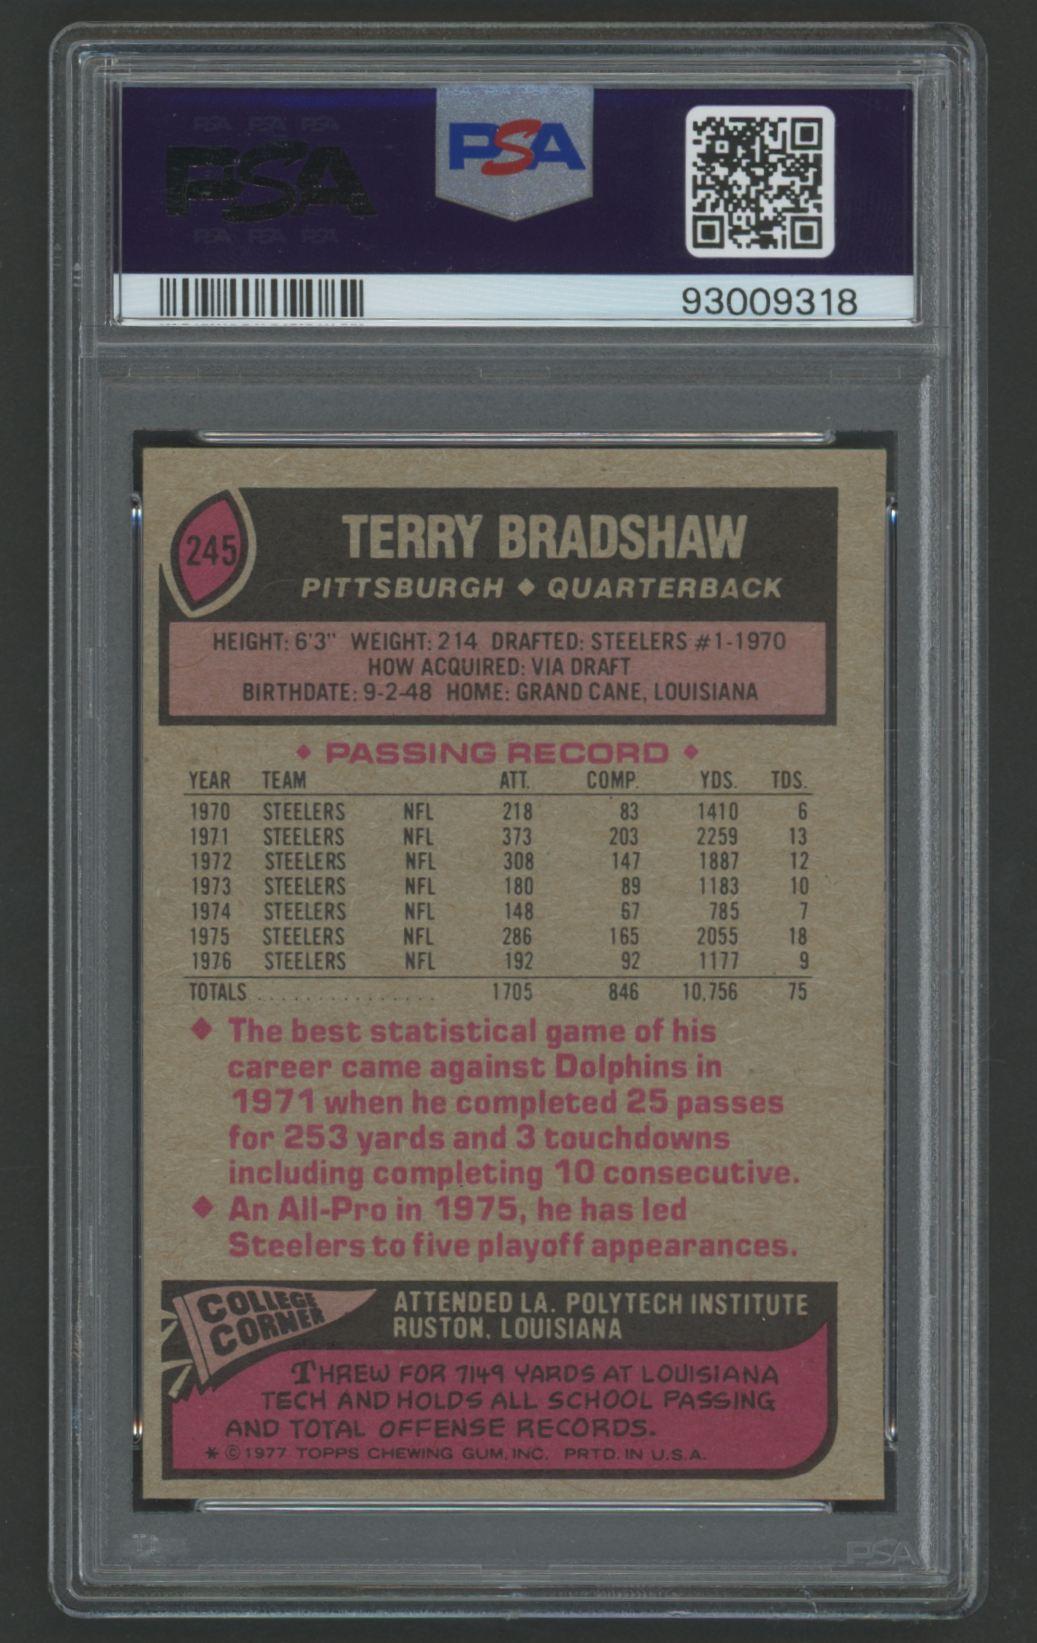 PSA PSA PSA
PSA
PSA
PSA PSA PSA
93009318
245
TERRY BRADSHAW
PITTSBURGH ◆ QUARTERBACK
HEIGHT: 6'3" WEIGHT: 214 DRAFTED: STEELERS #1-1970
HOW ACQUIRED: VIA DRAFT
BIRTHDATE: 9-2-48 HOME: GRAND CANE, LOUISIANA
◆ PASSING RECORD ◆
YEAR TEAM ATT. COMP. YDS. TDS.
1970 STEELERS NFL 218 83 1410 6
1971 STEELERS NFL 373 203 2259 13
1972 STEELERS NFL 308 147 1887 12
1973 STEELERS NFL 180 89 1183 10
1974 STEELERS NFL 148 67 785 7
1975 STEELERS NFL 286 165 2055 18
1976 STEELERS NFL 192 92 1177 9
TOTALS ................ 1705 846 10,756 75
◆ The best statistical game of his
career came against Dolphins in
1971 when he completed 25 passes
for 253 yards and 3 touchdowns
including completing 10 consecutive.
◆ An All-Pro in 1975, he has led
Steelers to five playoff appearances.
COLLEGE
CORNER
ATTENDED LA. POLYTECH INSTITUTE
RUSTON, LOUISIANA
THREW FOR 7149 YARDS AT LOUISIANA
TECH AND HOLDS ALL SCHOOL PASSING
AND TOTAL OFFENSE RECORDS.
* © 1977 TOPPS CHEWING GUM, INC. PRTD. IN U.S.A.
PSA